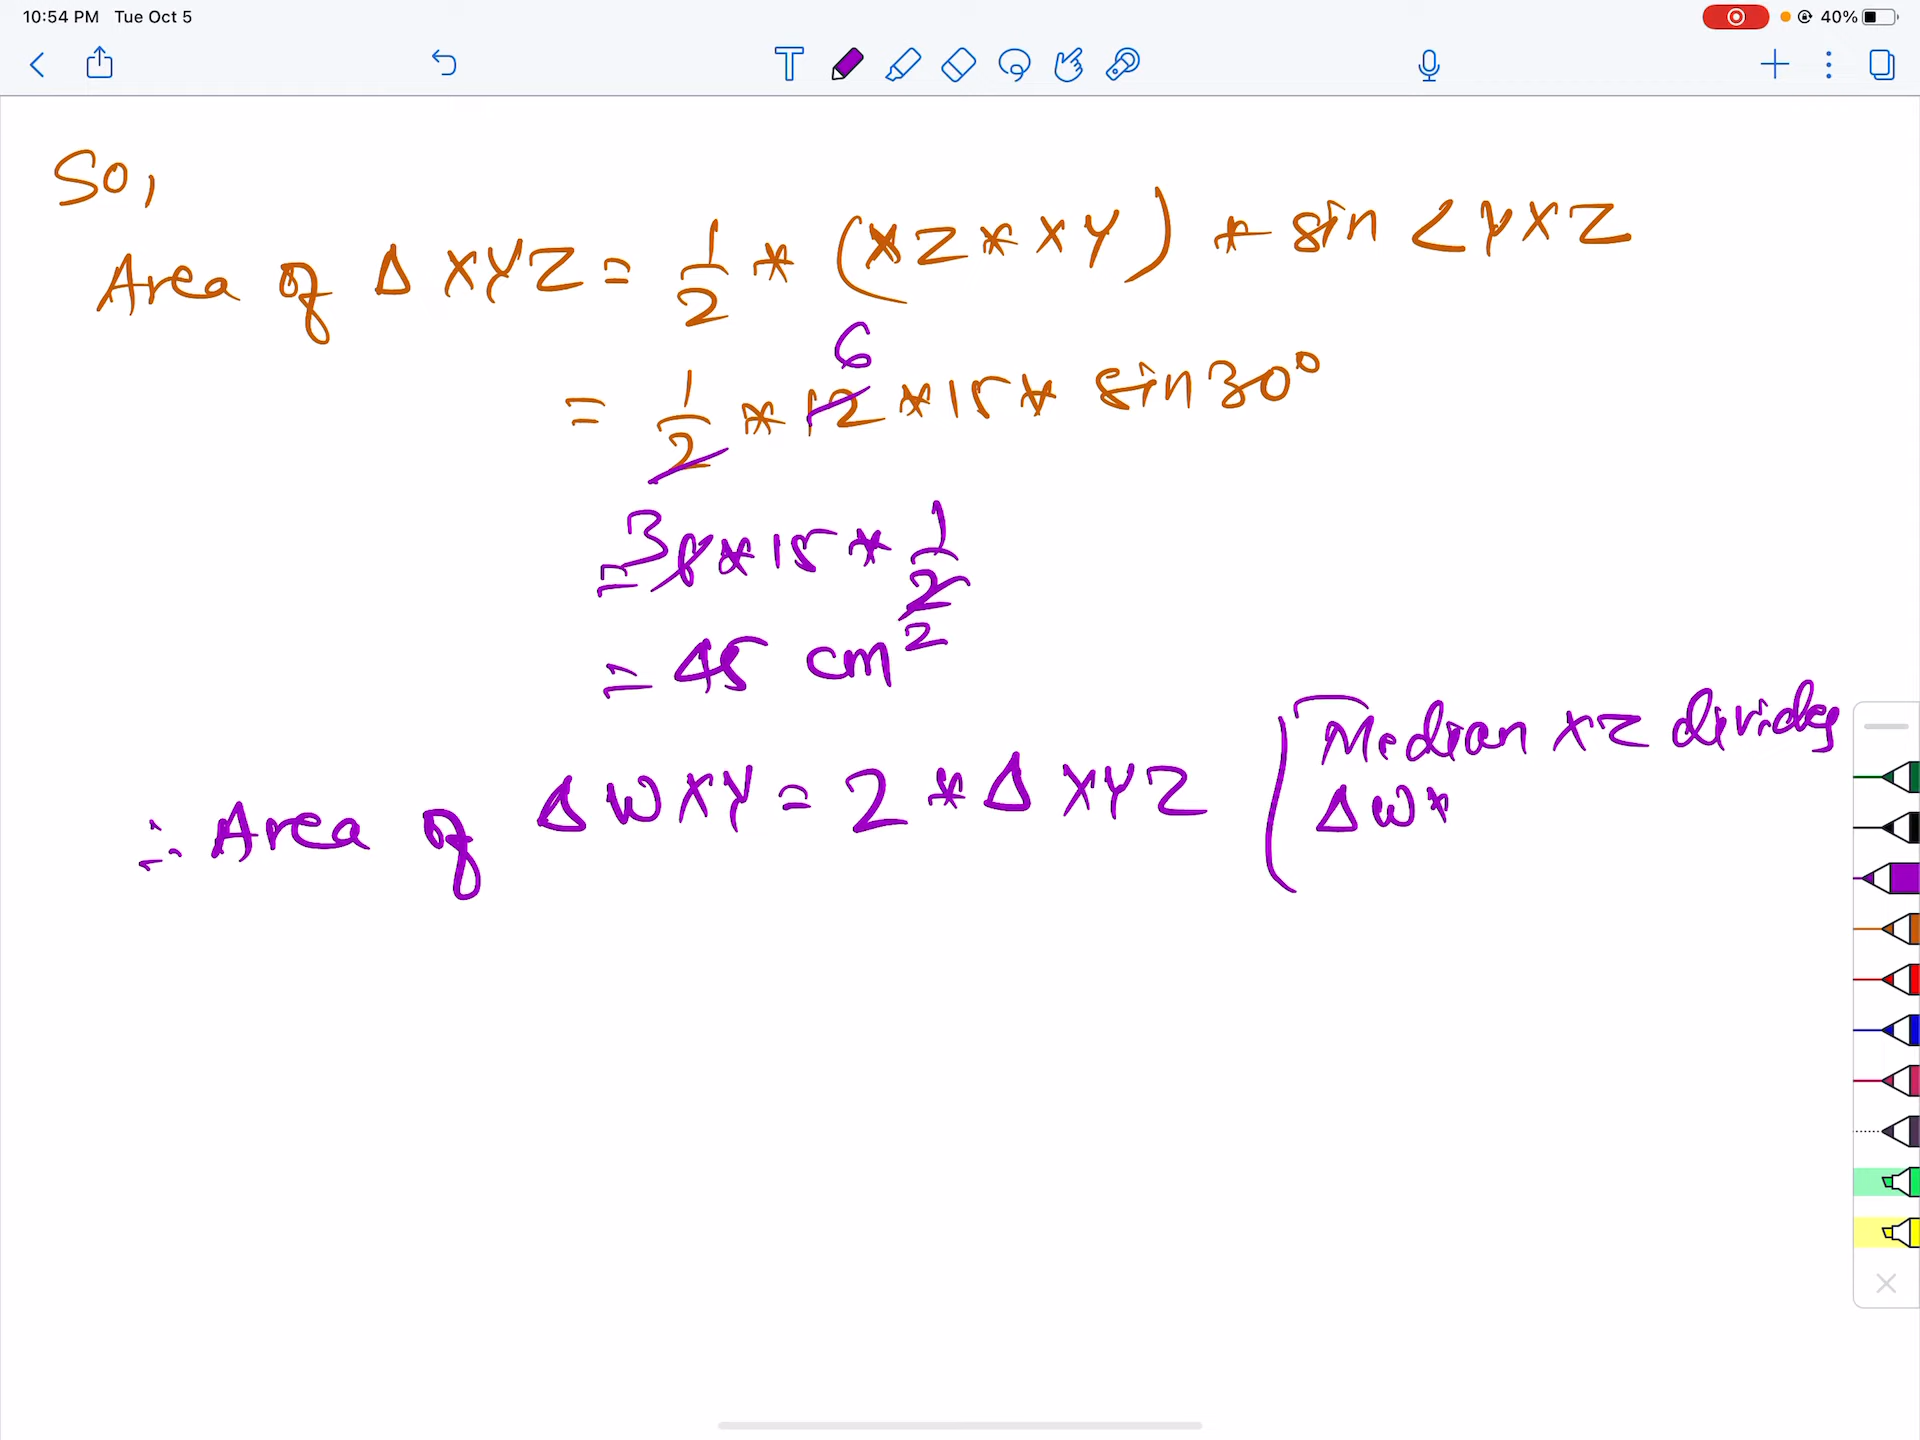 10:54 PM Tue Oct 5 40%
So,
Area of Δ XYZ = 1/2 * (XZ * XY) * sin ∠YXZ
6
= 1/2 * 12 * 15 * sin 30°
= 3 6 * 15 * 1/2
= 45 cm²
∴ Area of Δ WXY = 2 * Δ XYZ [Median XZ divides
Δ WX